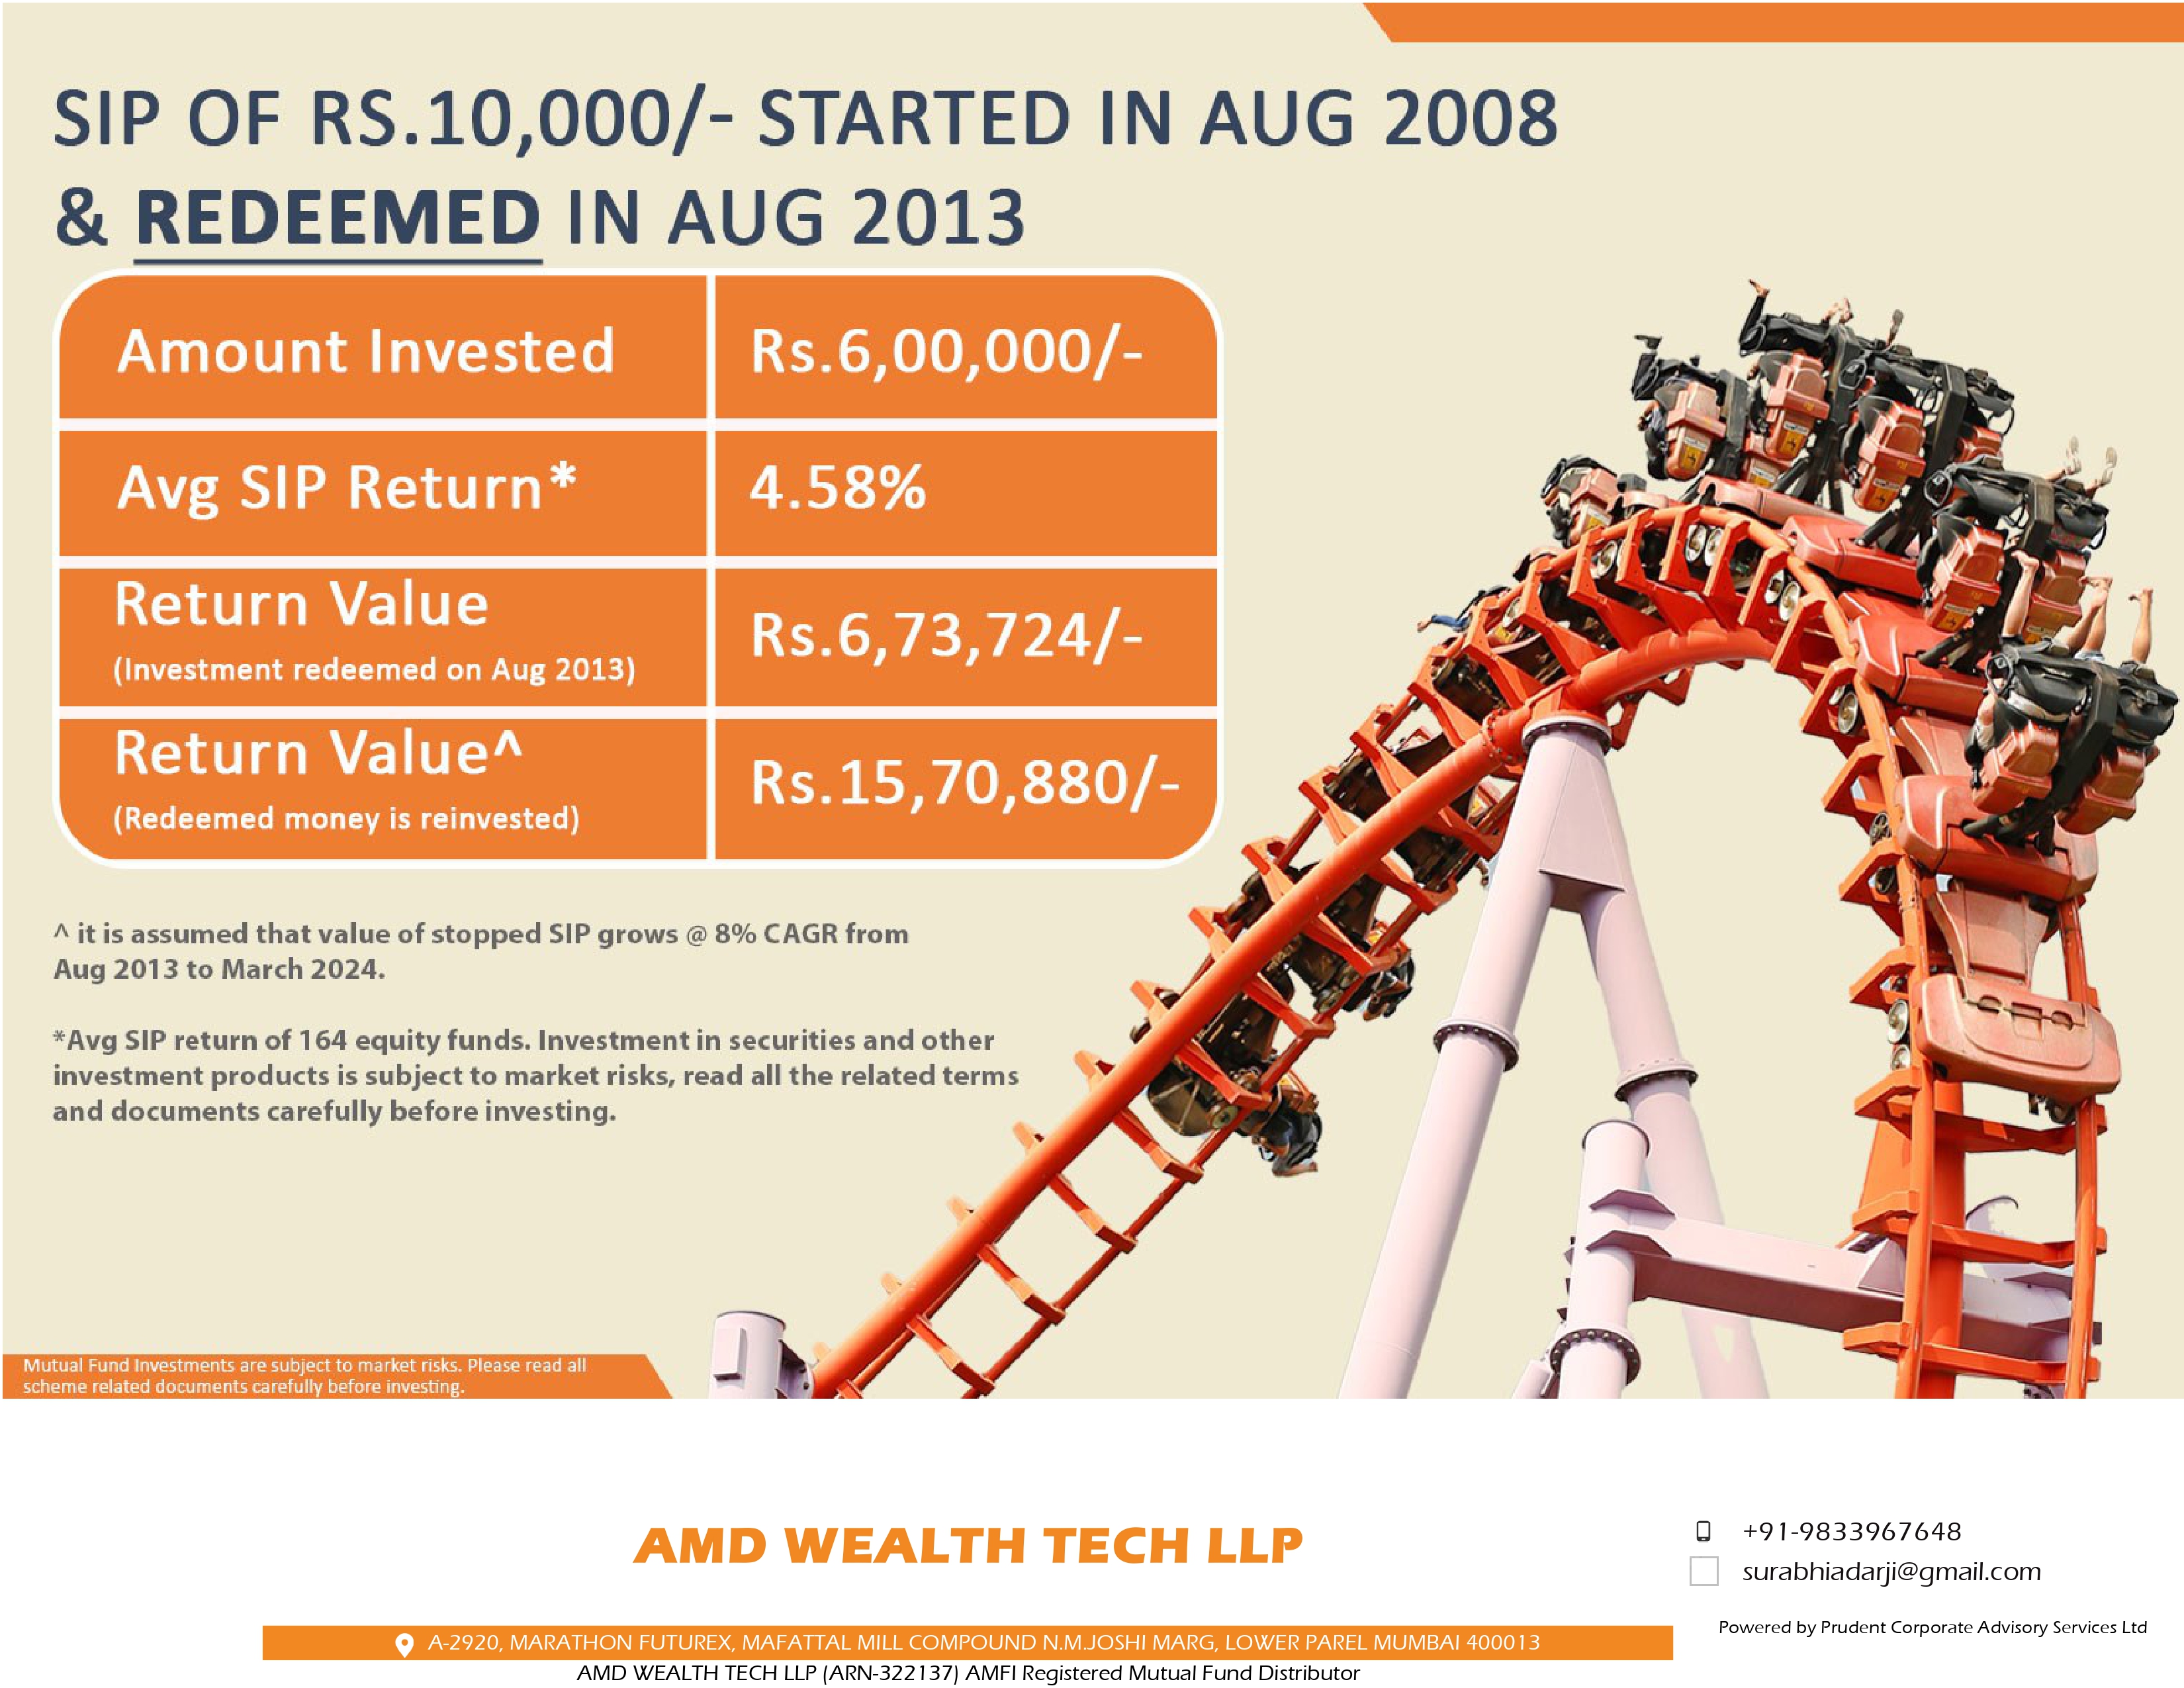 SIP OF RS.10,000/- STARTED IN AUG 2008
& REDEEMED IN AUG 2013
Amount Invested
Rs.6,00,000/-
Avg SIP Return*
4.58%
Return Value
(Investment redeemed on Aug 2013)
Rs.6,73,724/-
Return Value^
(Redeemed money is reinvested)
Rs.15,70,880/-
^ it is assumed that value of stopped SIP grows @ 8% CAGR from
Aug 2013 to March 2024.
*Avg SIP return of 164 equity funds. Investment in securities and other
investment products is subject to market risks, read all the related terms
and documents carefully before investing.
Mutual Fund Investments are subject to market risks. Please read all
scheme related documents carefully before investing.
AMD WEALTH TECH LLP
+91-9833967648
surabhiadarji@gmail.com
Powered by Prudent Corporate Advisory Services Ltd
A-2920, MARATHON FUTUREX, MAFATTAL MILL COMPOUND N.M.JOSHI MARG, LOWER PAREL MUMBAI 400013
AMD WEALTH TECH LLP (ARN-322137) AMFI Registered Mutual Fund Distributor